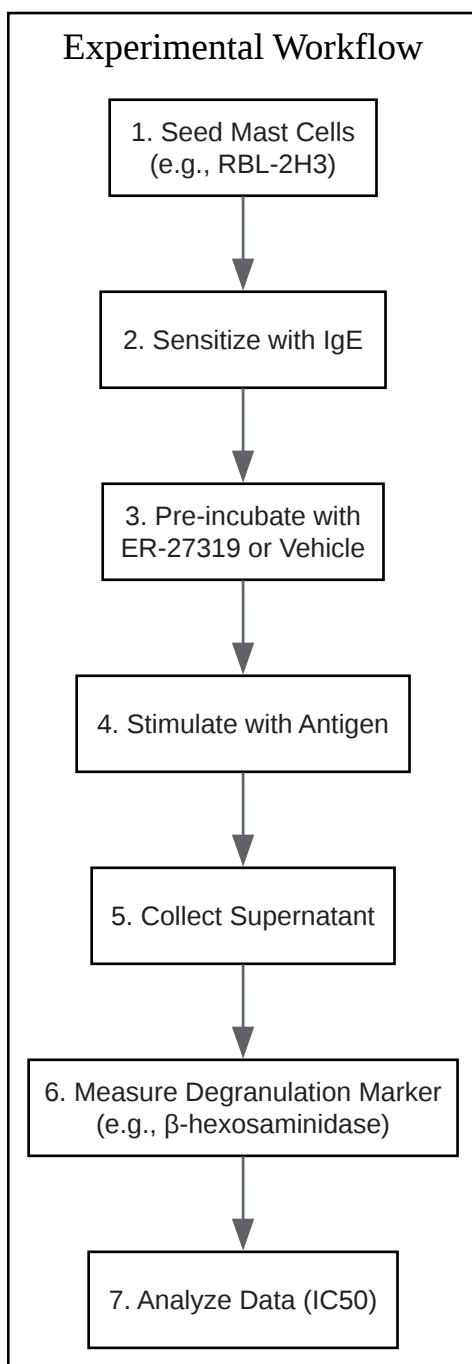 Experimental Workflow
1. Seed Mast Cells
(e.g., RBL-2H3)
2. Sensitize with IgE
3. Pre-incubate with
ER-27319 or Vehicle
4. Stimulate with Antigen
5. Collect Supernatant
6. Measure Degranulation Marker
(e.g., β-hexosaminidase)
7. Analyze Data (IC50)